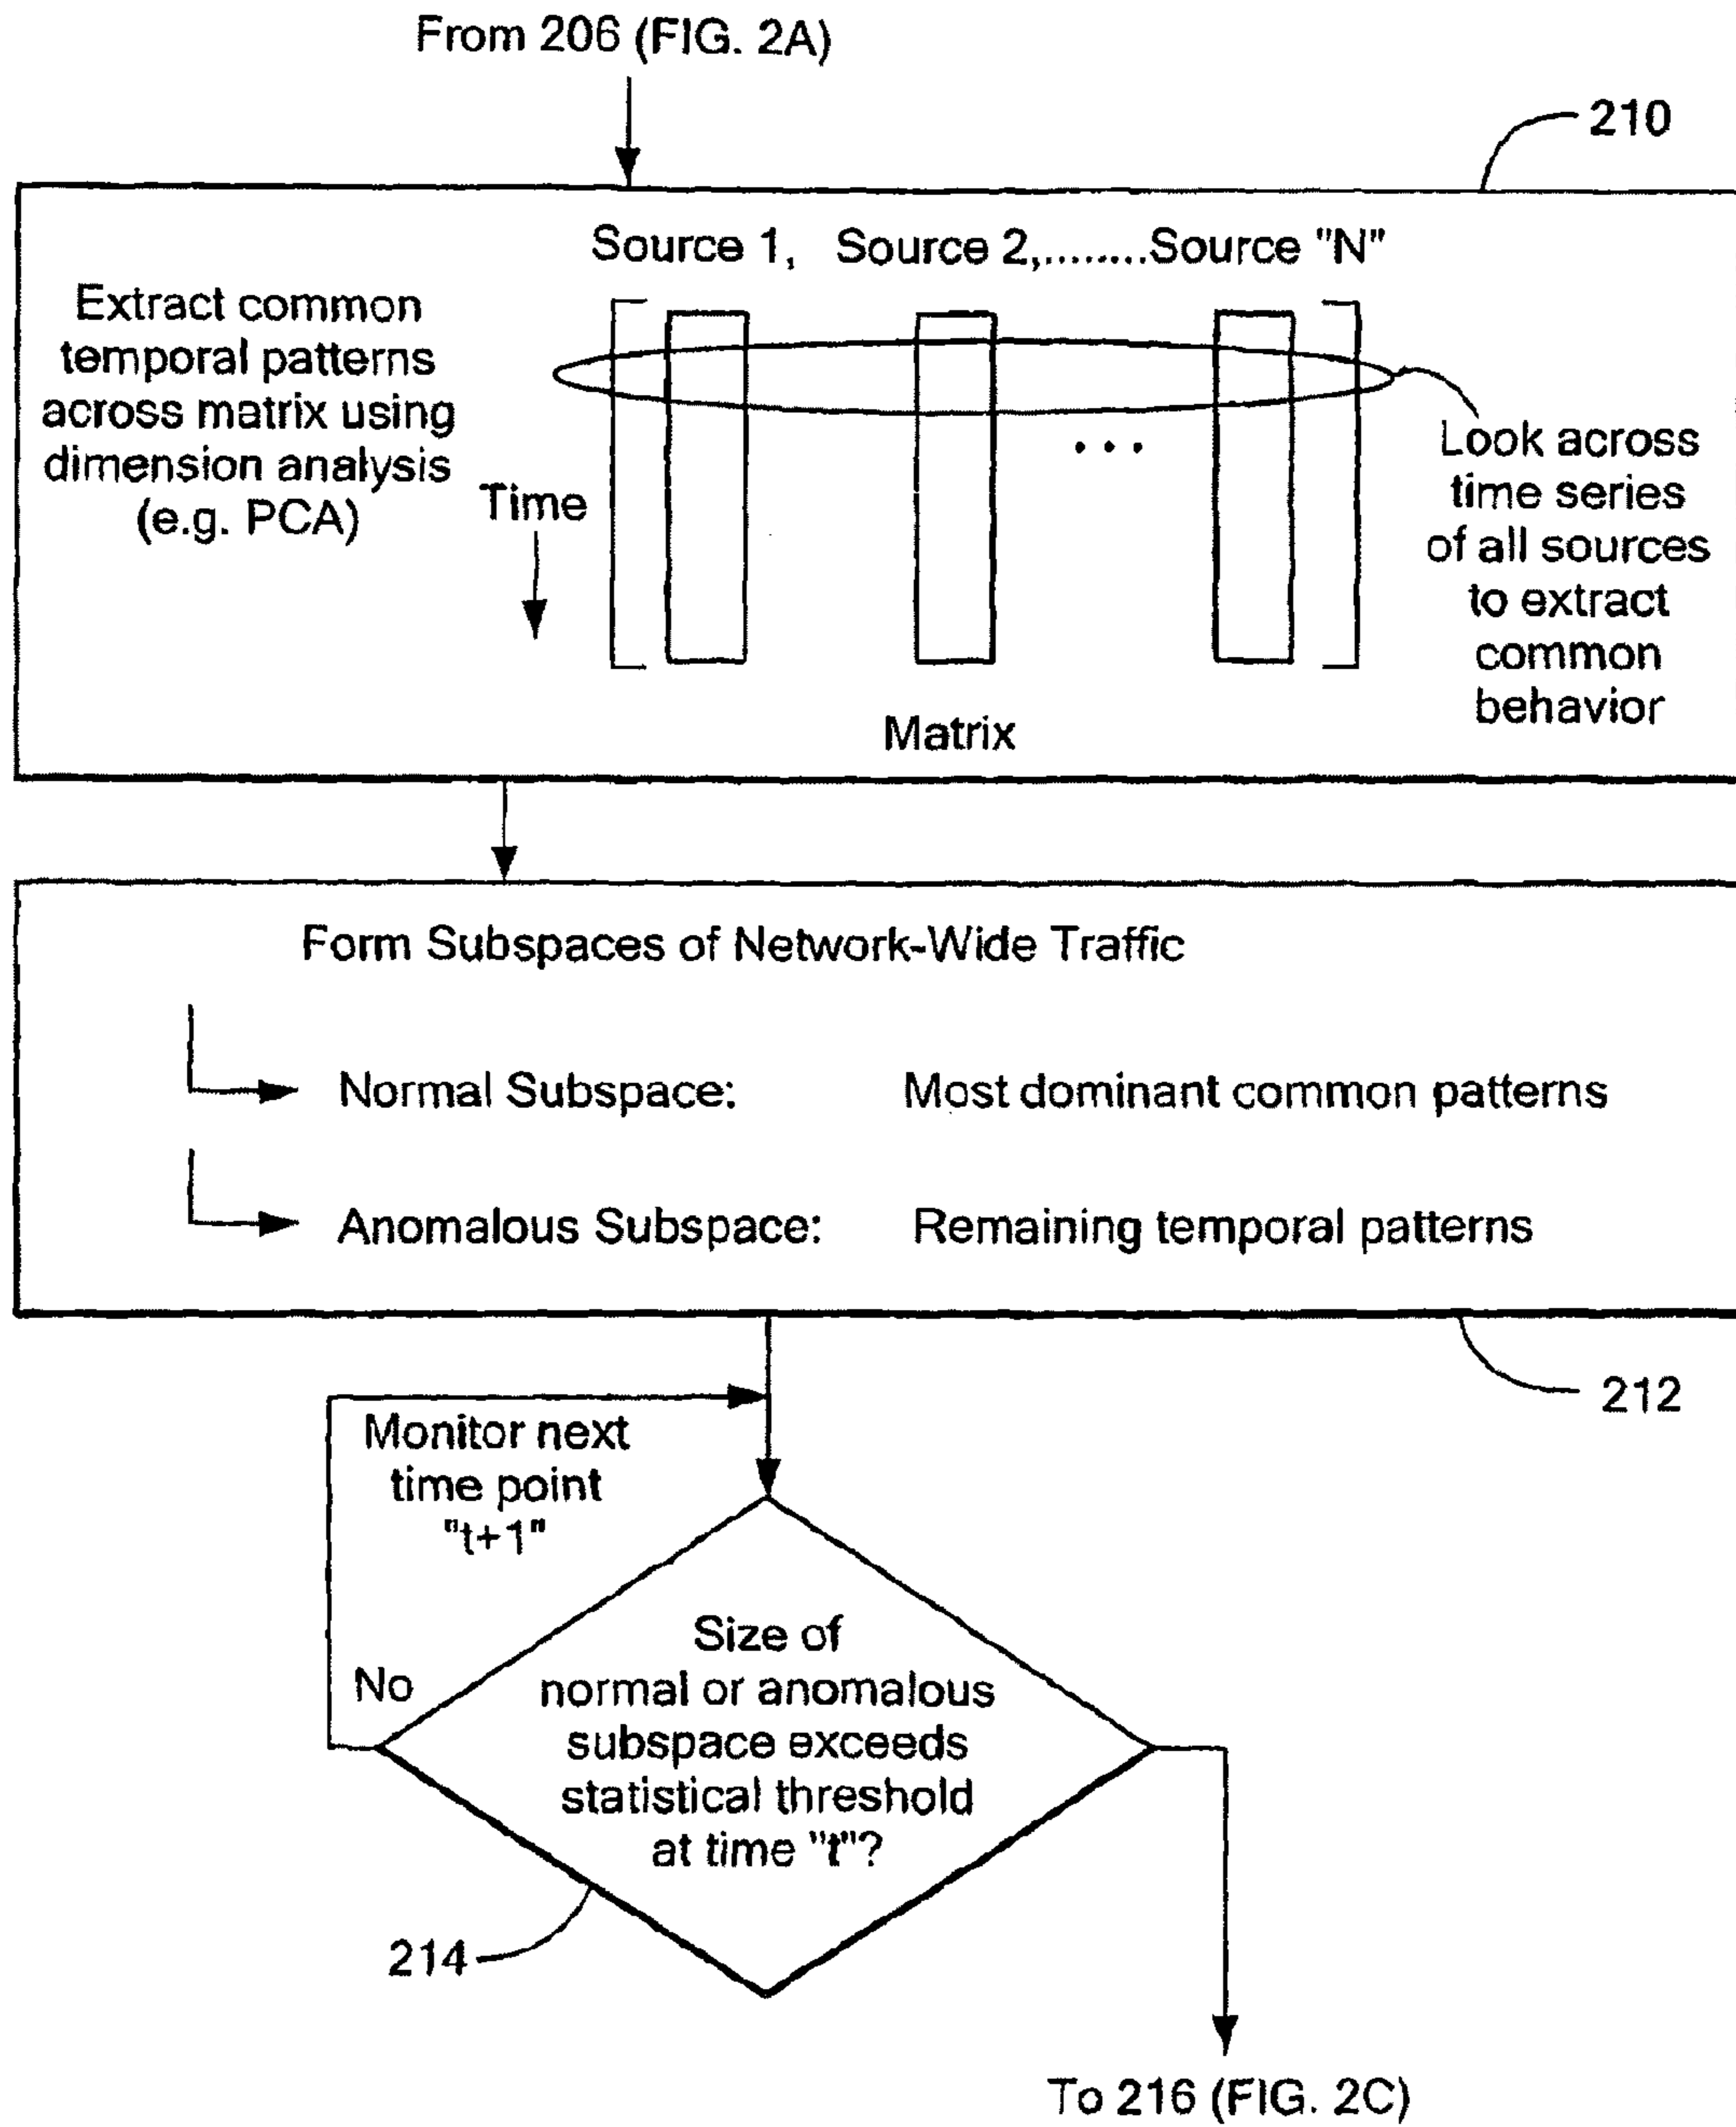 From 206 (FIG. 2A)
210
Source 1, Source 2,........Source "N"
Extract common
temporal patterns
across matrix using
dimension analysis
(e.g. PCA)
Time
...
Look across
time series
of all sources
to extract
common
behavior
Matrix
Form Subspaces of Network-Wide Traffic
Normal Subspace: Most dominant common patterns
Anomalous Subspace: Remaining temporal patterns
212
Monitor next
time point
"t+1"
No
Size of
normal or anomalous
subspace exceeds
statistical threshold
at time "t"?
214
To 216 (FIG. 2C)